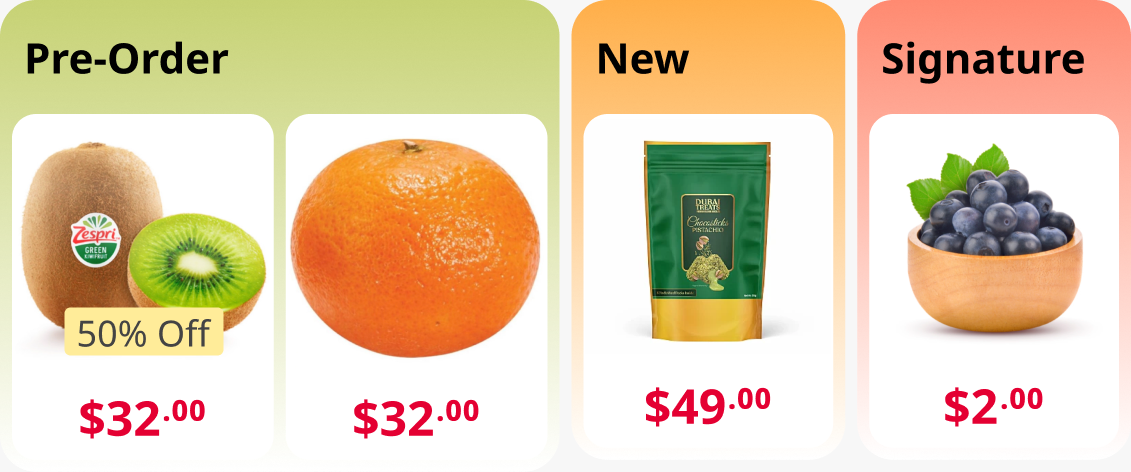 Pre-Order
New
Signature
Zespri
GREEN
KIWIFRUIT
50% Off
$32.00
$32.00
DUBAI
TREATS
Chocosticks
PISTACHIO
$49.00
$2.00